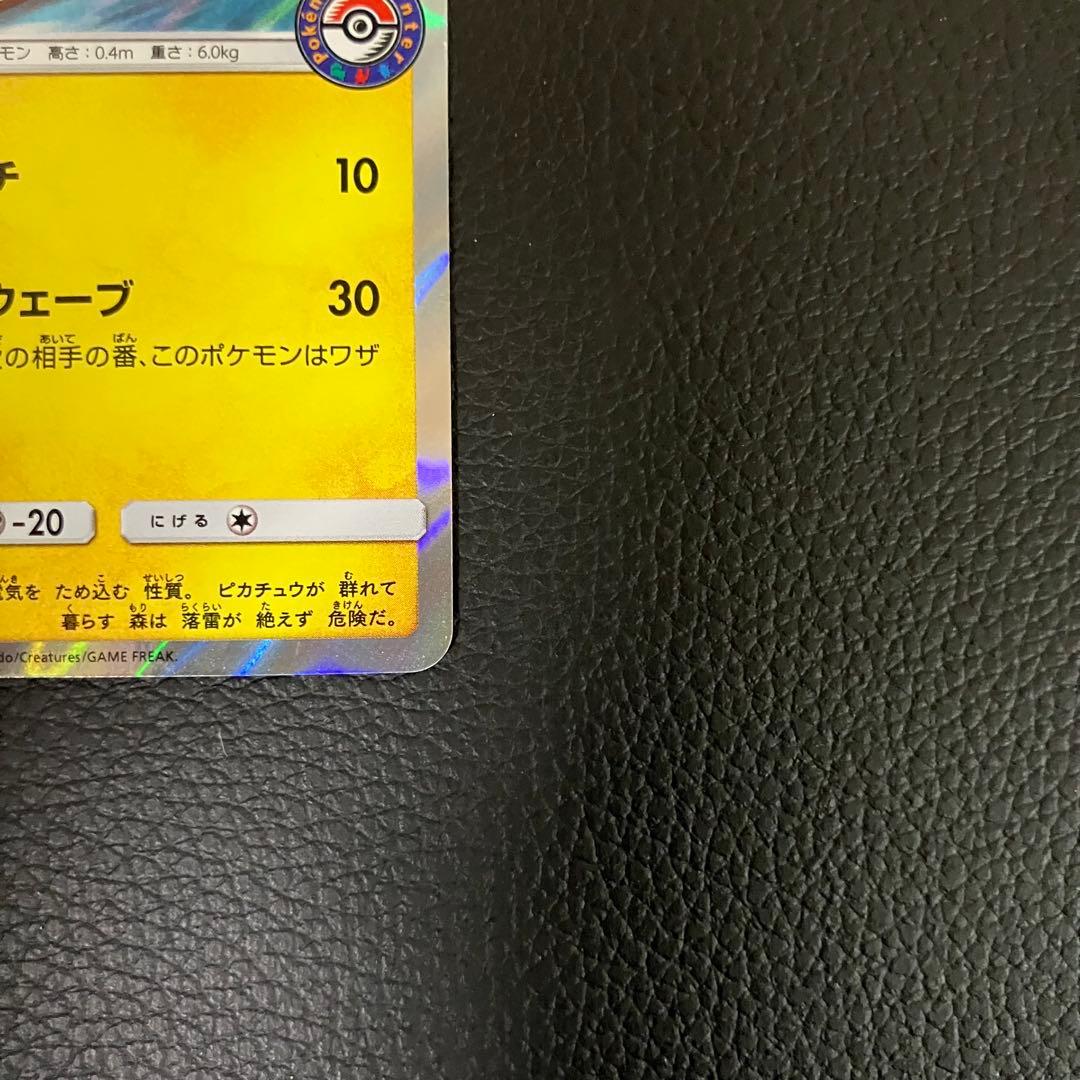 モン 高さ：0.4m 重さ：6.0kg
Poké nter
チ 10
ウェーブ 30
の相手の番、このポケモンはワザ
-20 にげる
気を ため込む 性質。 ピカチュウが 群れて
暮らす 森は 落雷が 絶えず 危険だ。
do/Creatures/GAME FREAK.